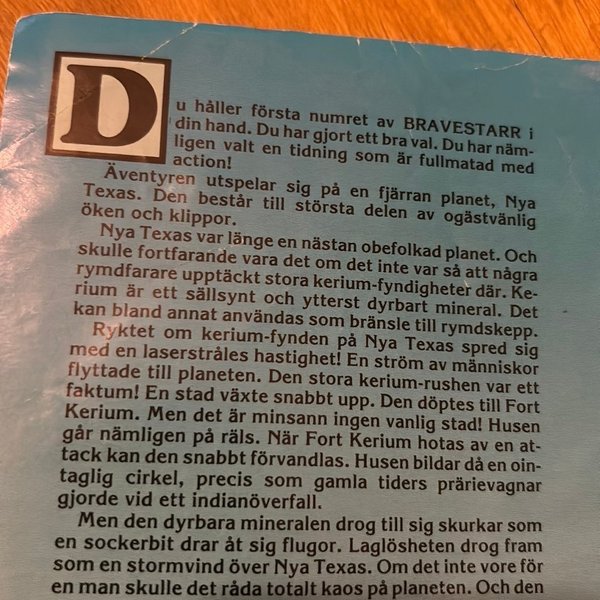 Du håller första numret av BRAVESTARR i
din hand. Du har gjort ett bra val. Du har näm-
ligen valt en tidning som är fullmatad med
action!
Äventyren utspelar sig på en fjärran planet, Nya
Texas. Den består till största delen av ogästvänlig
öken och klippor.
Nya Texas var länge en nästan obefolkad planet. Och
skulle fortfarande vara det om det inte var så att några
rymdfarare upptäckt stora kerium-fyndigheter där. Ke-
rium är ett sällsynt och ytterst dyrbart mineral. Det
kan bland annat användas som bränsle till rymdskepp.
Ryktet om kerium-fynden på Nya Texas spred sig
med en laserstråles hastighet! En ström av människor
flyttade till planeten. Den stora kerium-rushen var ett
faktum! En stad växte snabbt upp. Den döptes till Fort
Kerium. Men det är minsann ingen vanlig stad! Husen
går nämligen på räls. När Fort Kerium hotas av en at-
tack kan den snabbt förvandlas. Husen bildar då en oin-
taglig cirkel, precis som gamla tiders prärievagnar
gjorde vid ett indianöverfall.
Men den dyrbara mineralen drog till sig skurkar som
en sockerbit drar åt sig flugor. Laglösheten drog fram
som en stormvind över Nya Texas. Om det inte vore för
en man skulle det råda totalt kaos på planeten. Och den